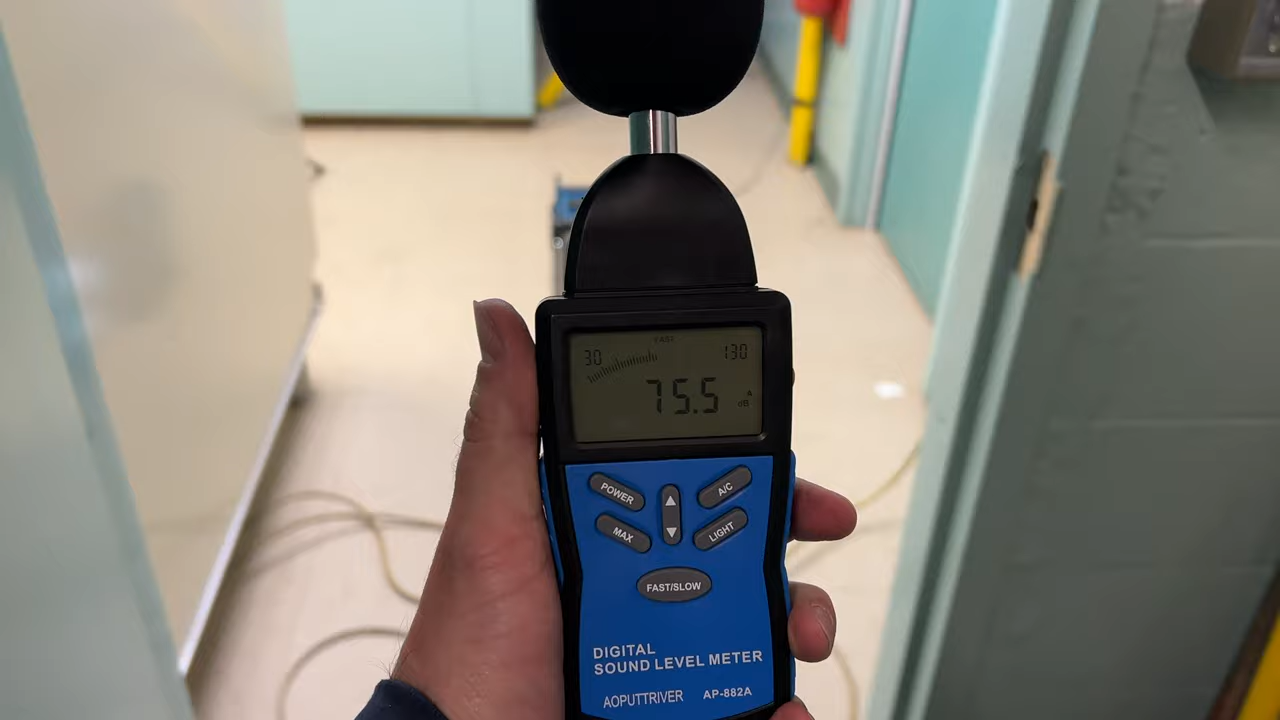 FAST
30 130
75.5
A
dB
POWER
A/C
MAX
LIGHT
FAST/SLOW
DIGITAL
SOUND LEVEL METER
AOPUTTRIVER AP-882A